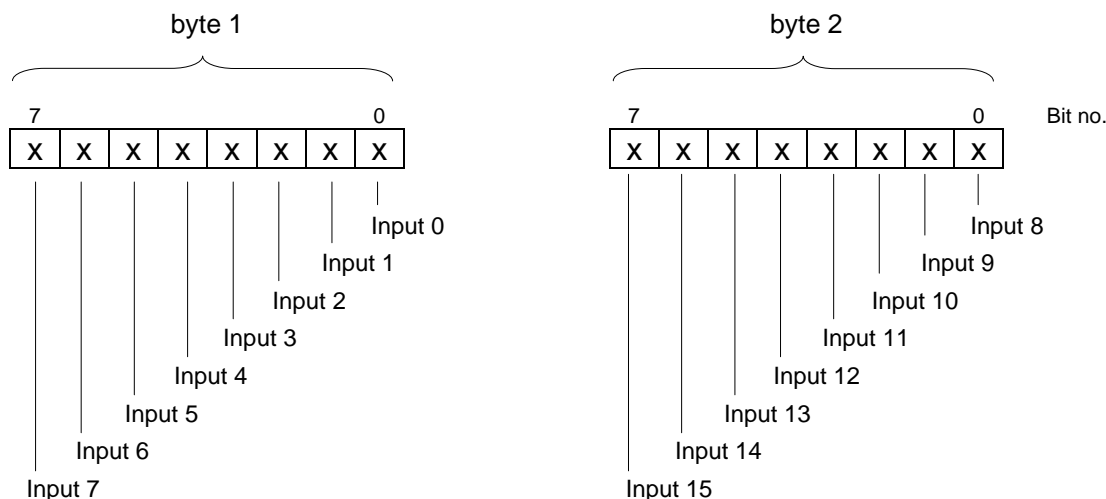 byte 1 byte 2
7 0 7 0 Bit no.
x x x x x x x x x x x x x x x x
Input 0 Input 8
Input 1 Input 9
Input 2 Input 10
Input 3 Input 11
Input 4 Input 12
Input 5 Input 13
Input 6 Input 14
Input 7 Input 15